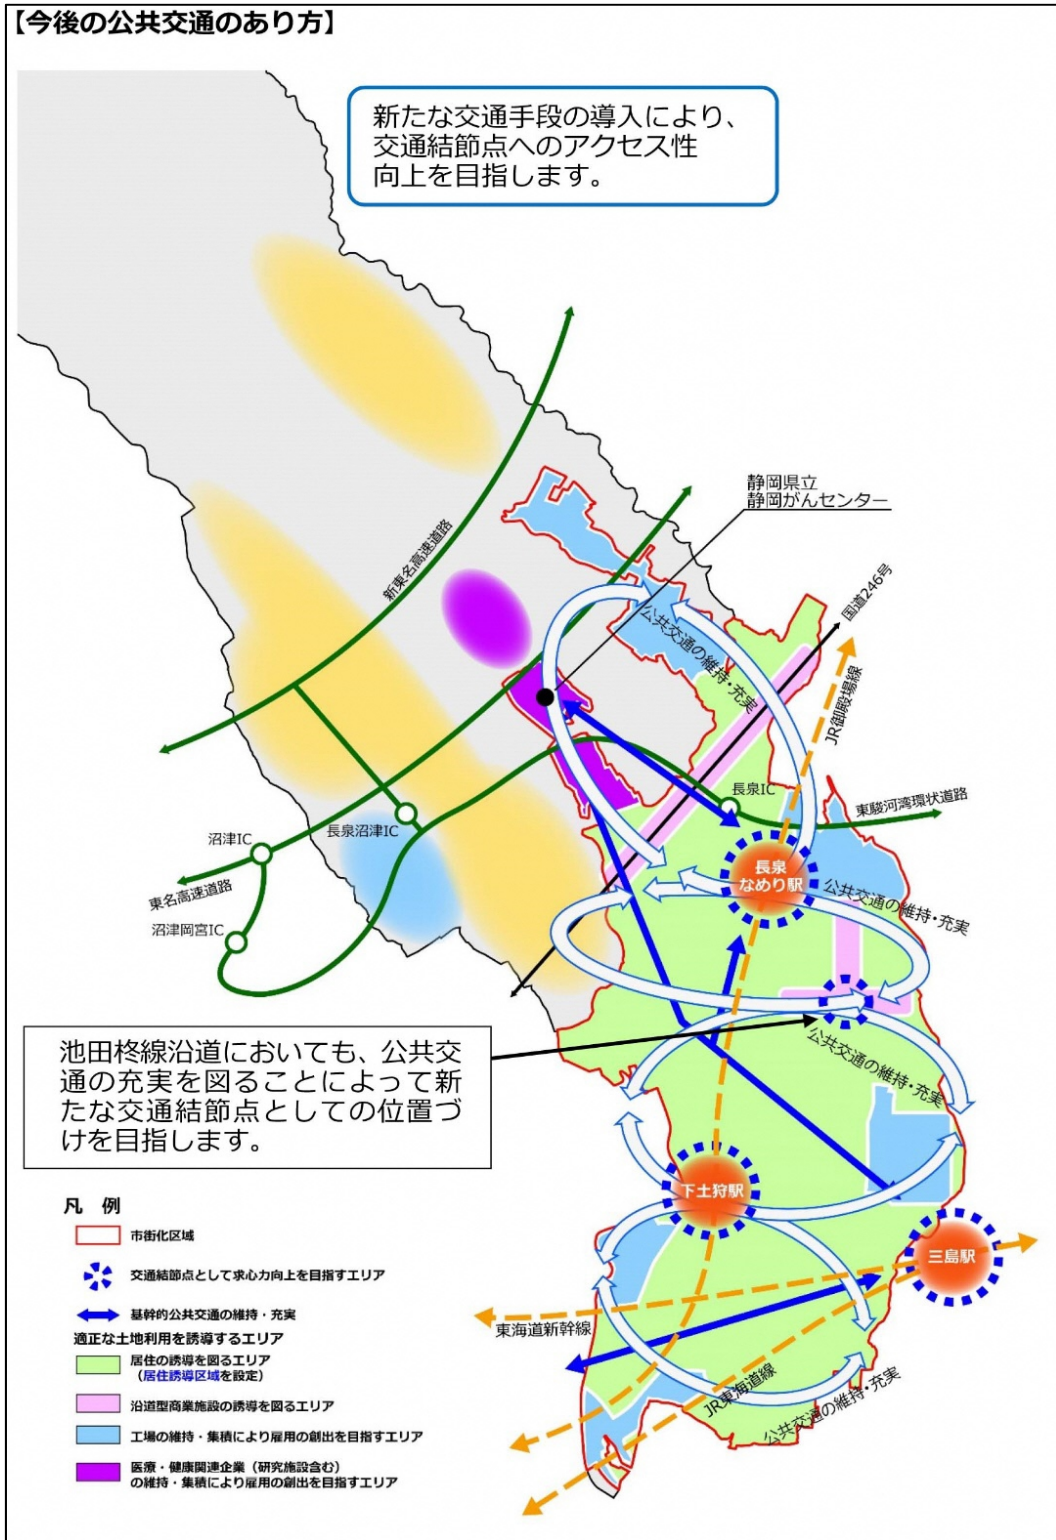 【今後の公共交通のあり方】
新たな交通手段の導入により、
交通結節点へのアクセス性
向上を目指します。
静岡県立
静岡がんセンター
新東名高速道路
国道246号
公共交通の維持・充実
JR御殿場線
長泉IC
東駿河湾環状道路
長泉沼津IC
沼津IC
東名高速道路
沼津岡宮IC
長泉
なめり駅
公共交通の維持・充実
公共交通の維持・充実
池田柊線沿道においても、公共交
通の充実を図ることによって新
たな交通結節点としての位置づ
けを目指します。
下土狩駅
三島駅
東海道新幹線
JR東海道線
公共交通の維持・充実
凡 例
市街化区域
交通結節点として求心力向上を目指すエリア
基幹的公共交通の維持・充実
適正な土地利用を誘導するエリア
居住の誘導を図るエリア
(居住誘導区域を設定)
沿道型商業施設の誘導を図るエリア
工場の維持・集積により雇用の創出を目指すエリア
医療・健康関連企業(研究施設含む)
の維持・集積により雇用の創出を目指すエリア